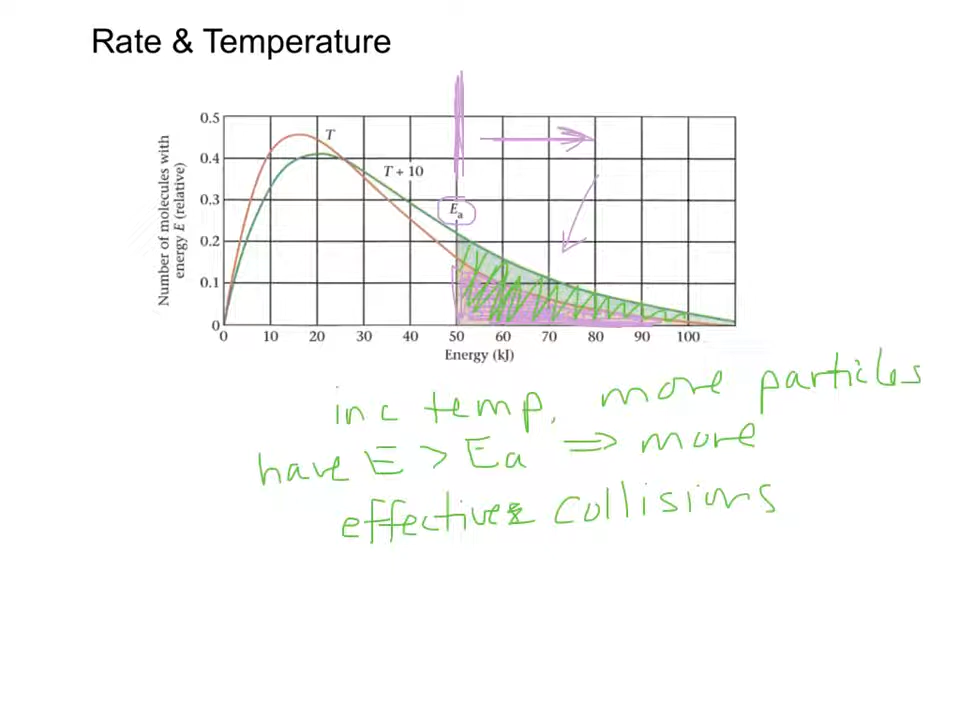 Rate & Temperature
Number of molecules with
energy E (relative)
0.5
0.4
0.3
0.2
0.1
0
T
T + 10
Ea
0 10 20 30 40 50 60 70 80 90 100
Energy (kJ)
inc temp, more particles
have E > Ea ⇒ more
effective collisions